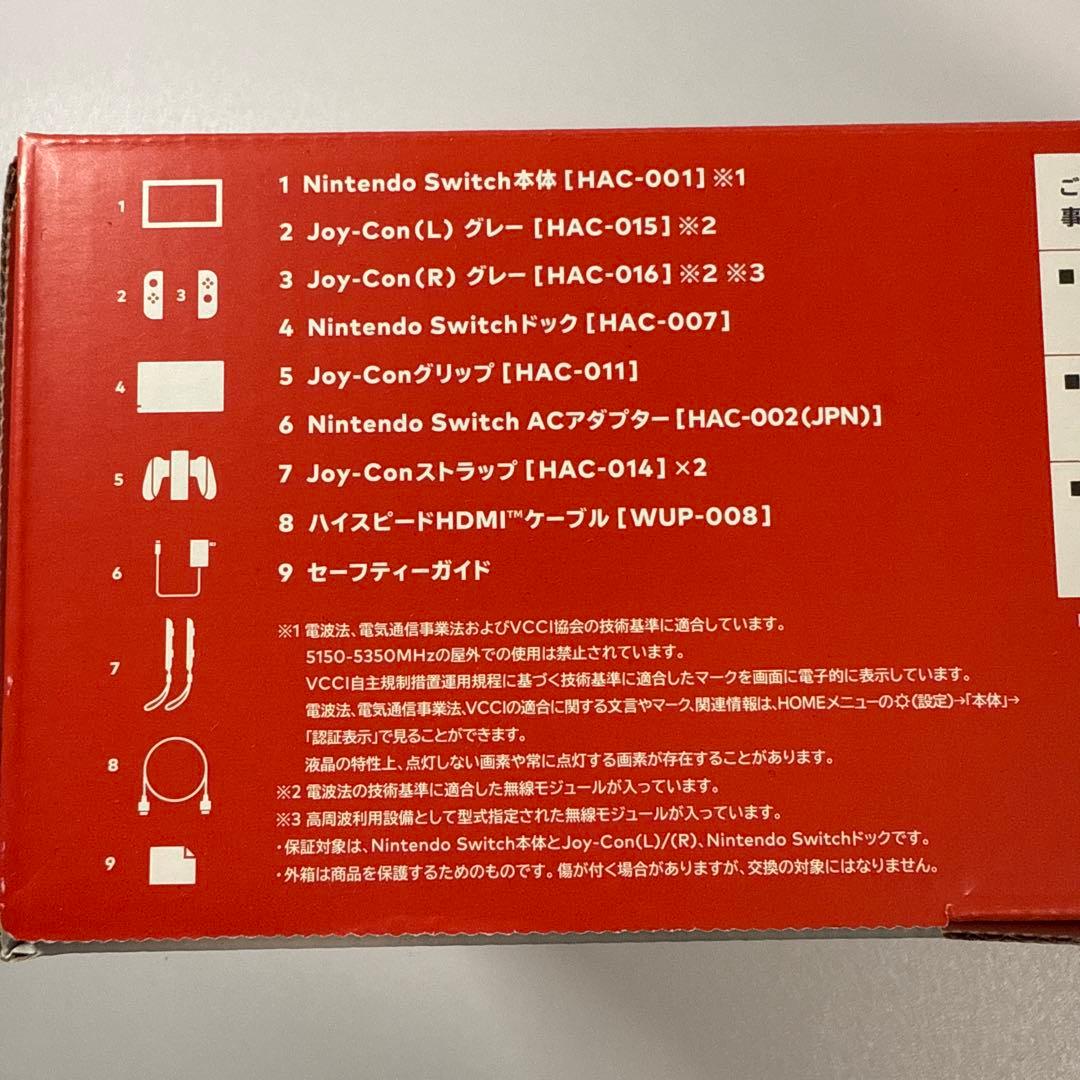 1 Nintendo Switch本体[HAC-001]※1
2 Joy-Con(L) グレー[HAC-015]※2
3 Joy-Con(R) グレー[HAC-016]※2 ※3
4 Nintendo Switchドック[HAC-007]
5 Joy-Conグリップ[HAC-011]
6 Nintendo Switch ACアダプター[HAC-002(JPN)]
7 Joy-Conストラップ[HAC-014]×2
8 ハイスピードHDMI™ケーブル[WUP-008]
9 セーフティーガイド
※1 電波法、電気通信事業法およびVCCI協会の技術基準に適合しています。
5150-5350MHzの屋外での使用は禁止されています。
VCCI自主規制措置運用規程に基づく技術基準に適合したマークを画面に電子的に表示しています。
電波法、電気通信事業法、VCCIの適合に関する文言やマーク、関連情報は、HOMEメニューの(設定)→「本体」→
「認証表示」で見ることができます。
液晶の特性上、点灯しない画素や常に点灯する画素が存在することがあります。
※2 電波法の技術基準に適合した無線モジュールが入っています。
※3 高周波利用設備として型式指定された無線モジュールが入っています。
・保証対象は、Nintendo Switch本体とJoy-Con(L)/(R)、Nintendo Switchドックです。
・外箱は商品を保護するためのものです。傷が付く場合がありますが、交換の対象にはなりません。
1
2 3
4
5
6
7
8
9
ご
事